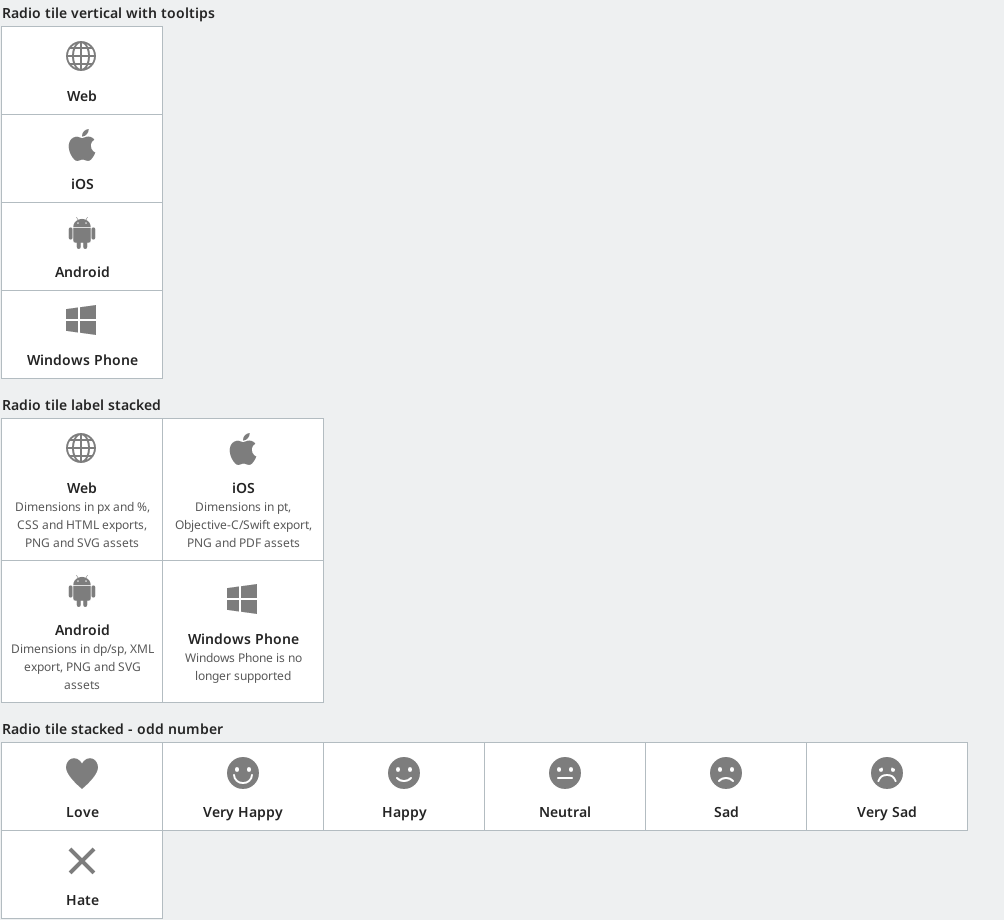 Radio tile vertical with tooltips
Web
iOS
Android
Windows Phone
Radio tile label stacked
Web
Dimensions in px and %,
CSS and HTML exports,
PNG and SVG assets
iOS
Dimensions in pt,
Objective-C/Swift export,
PNG and PDF assets
Android
Dimensions in dp/sp, XML
export, PNG and SVG
assets
Windows Phone
Windows Phone is no
longer supported
Radio tile stacked - odd number
Love
Very Happy
Happy
Neutral
Sad
Very Sad
Hate